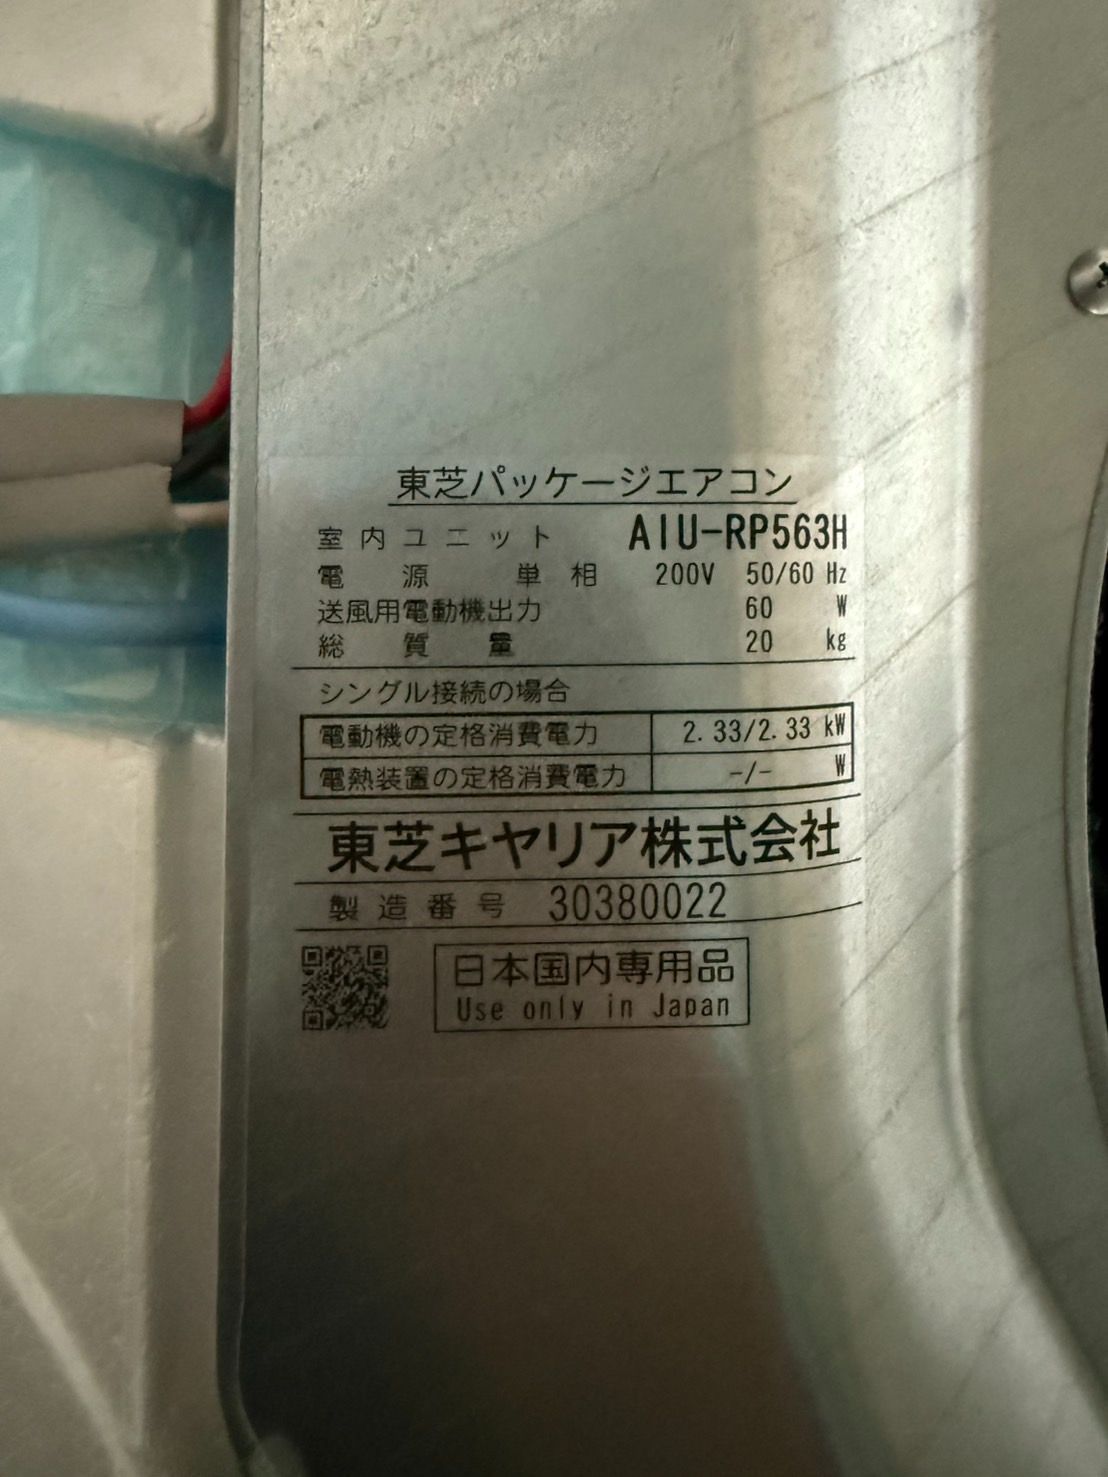 東芝パッケージエアコン
室内ユニット AIU-RP563H
電源 単相 200V 50/60 Hz
送風用電動機出力 60 W
総質量 20 kg
シングル接続の場合
電動機の定格消費電力 2.33/2.33 kW
電熱装置の定格消費電力 -/- W
東芝キヤリア株式会社
製造番号 30380022
日本国内専用品
Use only in Japan